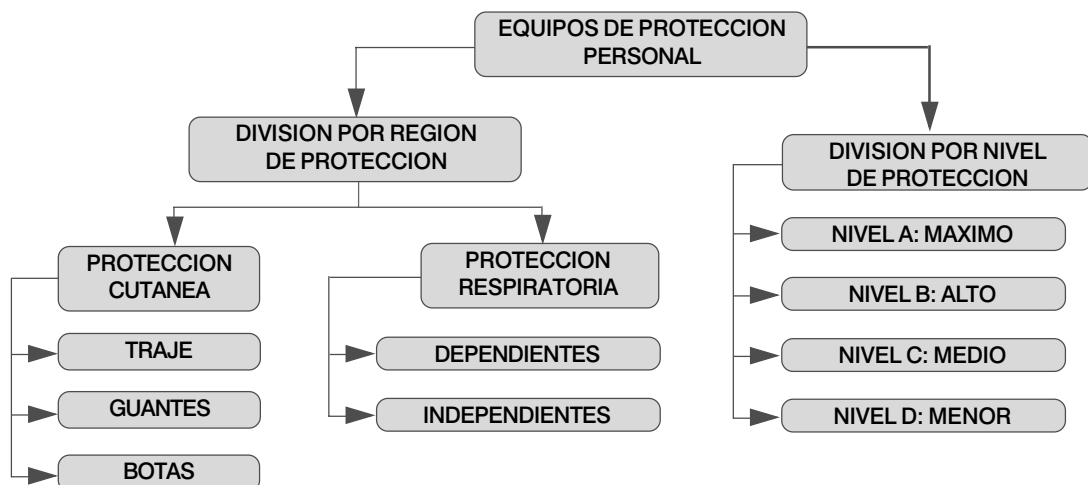 EQUIPOS DE PROTECCION
PERSONAL
DIVISION POR REGION
DE PROTECCION
PROTECCION
CUTANEA
TRAJE
GUANTES
BOTAS
PROTECCION
RESPIRATORIA
DEPENDIENTES
INDEPENDIENTES
DIVISION POR NIVEL
DE PROTECCION
NIVEL A: MAXIMO
NIVEL B: ALTO
NIVEL C: MEDIO
NIVEL D: MENOR